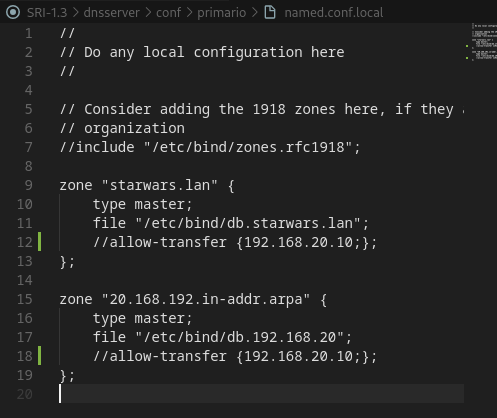 SRI-1.3 > dnsserver > conf > primario > named.conf.local
1 //
2 // Do any local configuration here
3 //
4
5 // Consider adding the 1918 zones here, if they
6 // organization
7 //include "/etc/bind/zones.rfc1918";
8
9 zone "starwars.lan" {
10 type master;
11 file "/etc/bind/db.starwars.lan";
12 //allow-transfer {192.168.20.10;};
13 };
14
15 zone "20.168.192.in-addr.arpa" {
16 type master;
17 file "/etc/bind/db.192.168.20";
18 //allow-transfer {192.168.20.10;};
19 };
20